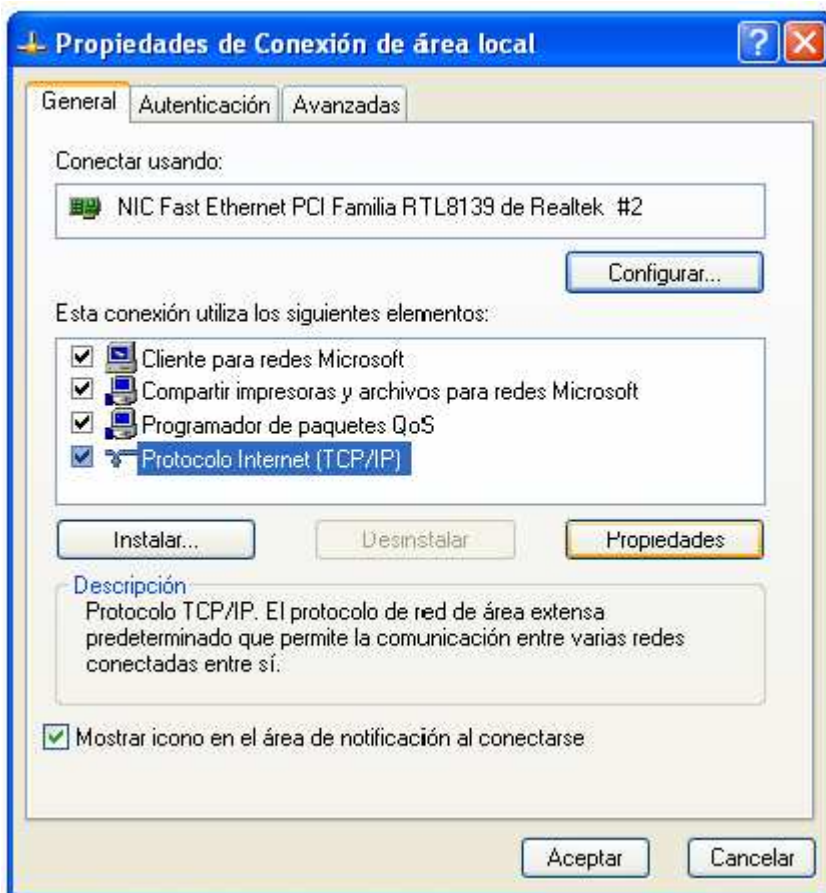 Propiedades de Conexión de área local
General
Autenticación
Avanzadas
Conectar usando:
NIC Fast Ethernet PCI Familia RTL8139 de Realtek #2
Configurar...
Esta conexión utiliza los siguientes elementos:
Cliente para redes Microsoft
Compartir impresoras y archivos para redes Microsoft
Programador de paquetes QoS
Protocolo Internet (TCP/IP)
Instalar...
Desinstalar
Propiedades
Descripción
Protocolo TCP/IP. El protocolo de red de área extensa
predeterminado que permite la comunicación entre varias redes
conectadas entre sí.
Mostrar icono en el área de notificación al conectarse
Aceptar
Cancelar